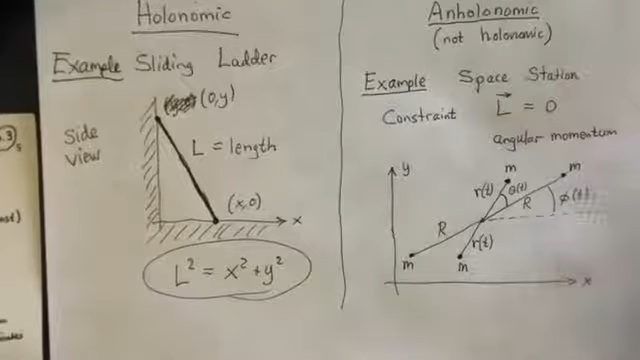 Holonomic
Example Sliding Ladder
(0,y)
Side
view
L = length
(x,0)
x
L² = x² + y²
Anholonomic
(not holonomic)
Example Space Station
Constraint L⃗ = 0
angular momentum
y
m
m
r(t)
θ(t)
R
ϕ(t)
R
r(t)
m
m
x